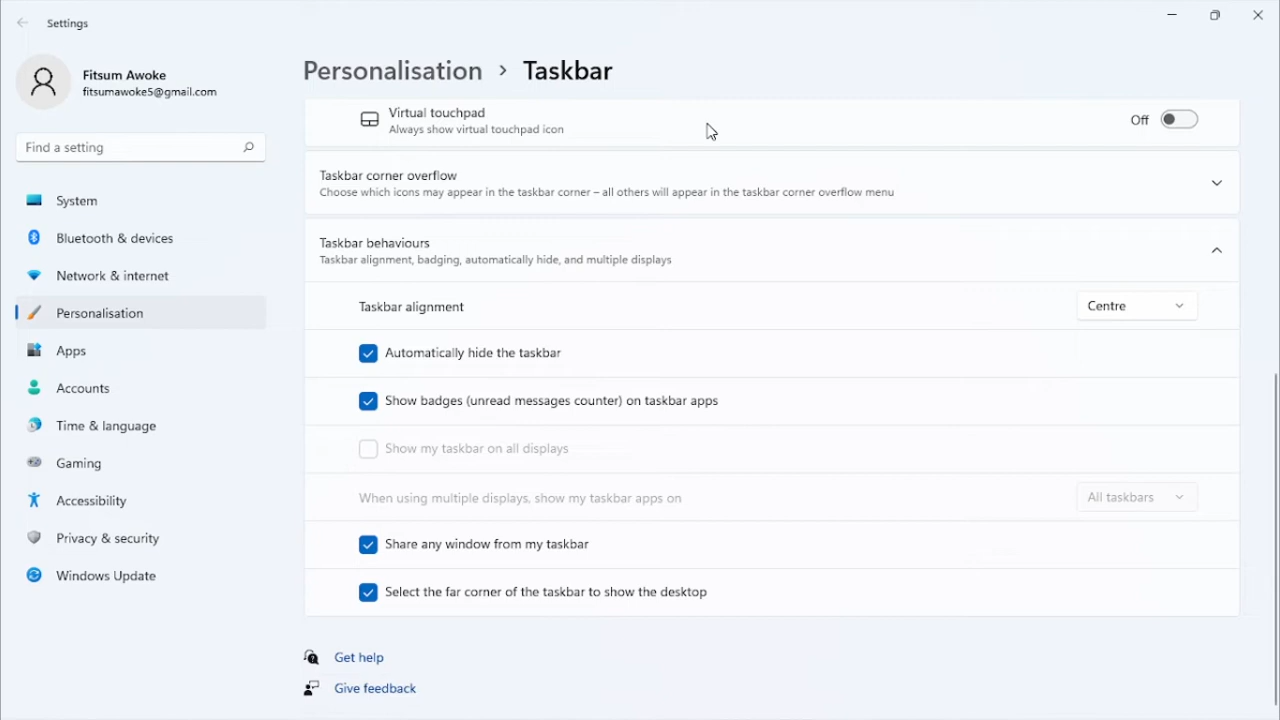 Settings
Fitsum Awoke
fitsumawoke5@gmail.com
Find a setting
System
Bluetooth & devices
Network & internet
Personalisation
Apps
Accounts
Time & language
Gaming
Accessibility
Privacy & security
Windows Update
Personalisation › Taskbar
Virtual touchpad
Always show virtual touchpad icon
Off
Taskbar corner overflow
Choose which icons may appear in the taskbar corner – all others will appear in the taskbar corner overflow menu
Taskbar behaviours
Taskbar alignment, badging, automatically hide, and multiple displays
Taskbar alignment
Centre
Automatically hide the taskbar
Show badges (unread messages counter) on taskbar apps
Show my taskbar on all displays
When using multiple displays, show my taskbar apps on
All taskbars
Share any window from my taskbar
Select the far corner of the taskbar to show the desktop
Get help
Give feedback